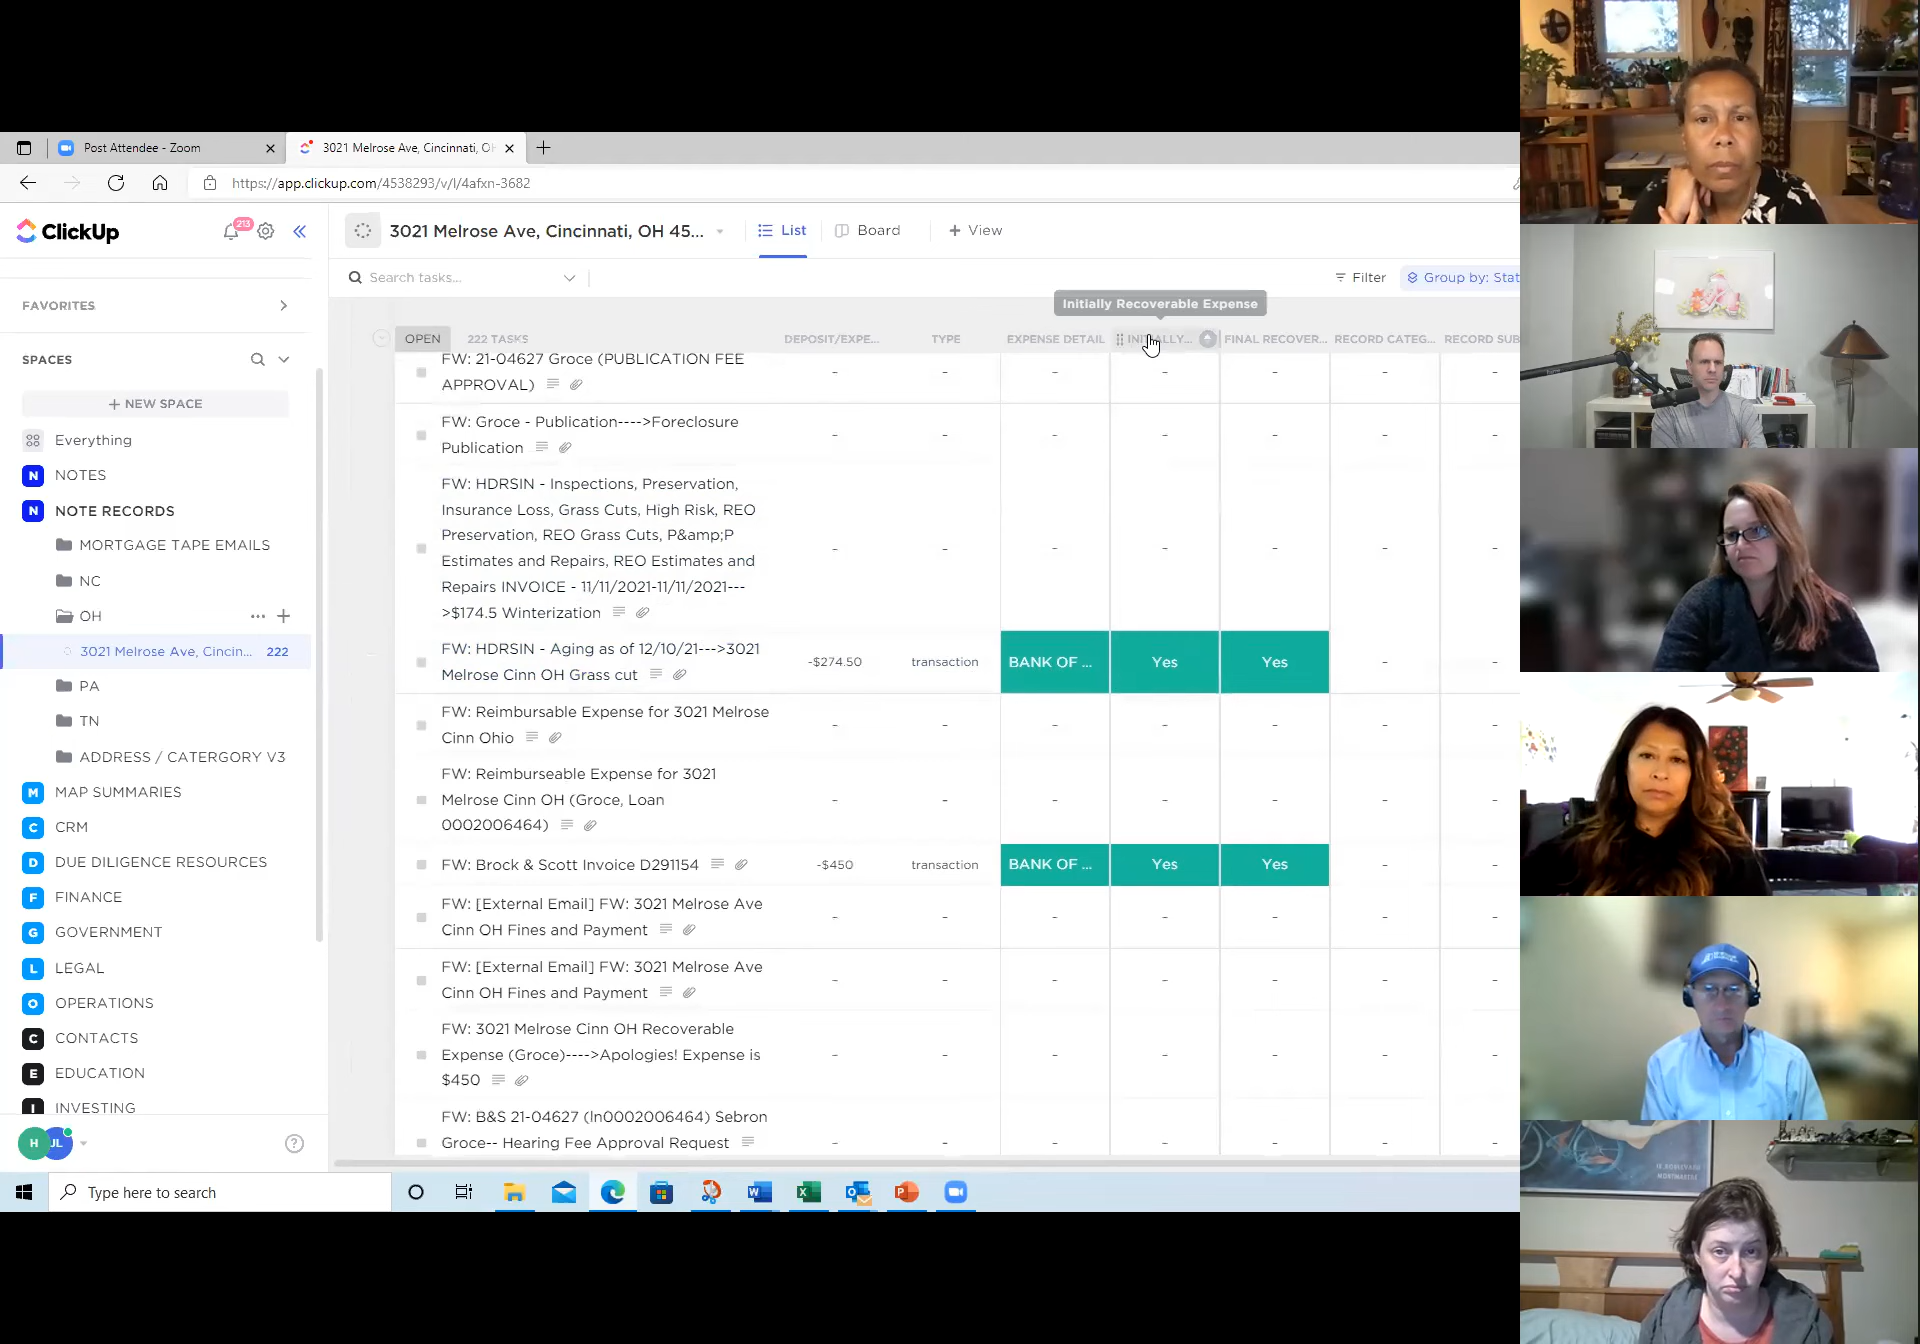 Post Attendee - Zoom
3021 Melrose Ave, Cincinnati, OH
https://app.clickup.com/4538293/v/l/4afxn-3682
ClickUp
213
3021 Melrose Ave, Cincinnati, OH 45...
List
Board
+ View
Search tasks...
Filter
Group by: Stat
FAVORITES
SPACES
+ NEW SPACE
Everything
N NOTES
N NOTE RECORDS
MORTGAGE TAPE EMAILS
NC
OH
3021 Melrose Ave, Cincin... 222
PA
TN
ADDRESS / CATERGORY V3
M MAP SUMMARIES
C CRM
D DUE DILIGENCE RESOURCES
F FINANCE
G GOVERNMENT
L LEGAL
O OPERATIONS
C CONTACTS
E EDUCATION
I INVESTING
H JL
Initially Recoverable Expense
OPEN 222 TASKS DEPOSIT/EXPE... TYPE EXPENSE DETAIL INITIALLY... FINAL RECOVER... RECORD CATEG... RECORD SUB
FW: 21-04627 Groce (PUBLICATION FEE
APPROVAL) - - - - - - -
FW: Groce - Publication---->Foreclosure
Publication - - - - - - -
FW: HDRSIN - Inspections, Preservation,
Insurance Loss, Grass Cuts, High Risk, REO
Preservation, REO Grass Cuts, P&amp;P
Estimates and Repairs, REO Estimates and
Repairs INVOICE - 11/11/2021-11/11/2021---
>$174.5 Winterization - - - - - - -
FW: HDRSIN - Aging as of 12/10/21--->3021
Melrose Cinn OH Grass cut -$274.50 transaction BANK OF ... Yes Yes - -
FW: Reimbursable Expense for 3021 Melrose
Cinn Ohio - - - - - - -
FW: Reimburseable Expense for 3021
Melrose Cinn OH (Groce, Loan
0002006464) - - - - - - -
FW: Brock & Scott Invoice D291154 -$450 transaction BANK OF ... Yes Yes - -
FW: [External Email] FW: 3021 Melrose Ave
Cinn OH Fines and Payment - - - - - - -
FW: [External Email] FW: 3021 Melrose Ave
Cinn OH Fines and Payment - - - - - - -
FW: 3021 Melrose Cinn OH Recoverable
Expense (Groce)---->Apologies! Expense is
$450 - - - - - - -
FW: B&S 21-04627 (ln0002006464) Sebron
Groce-- Hearing Fee Approval Request - - - - - - -
Type here to search